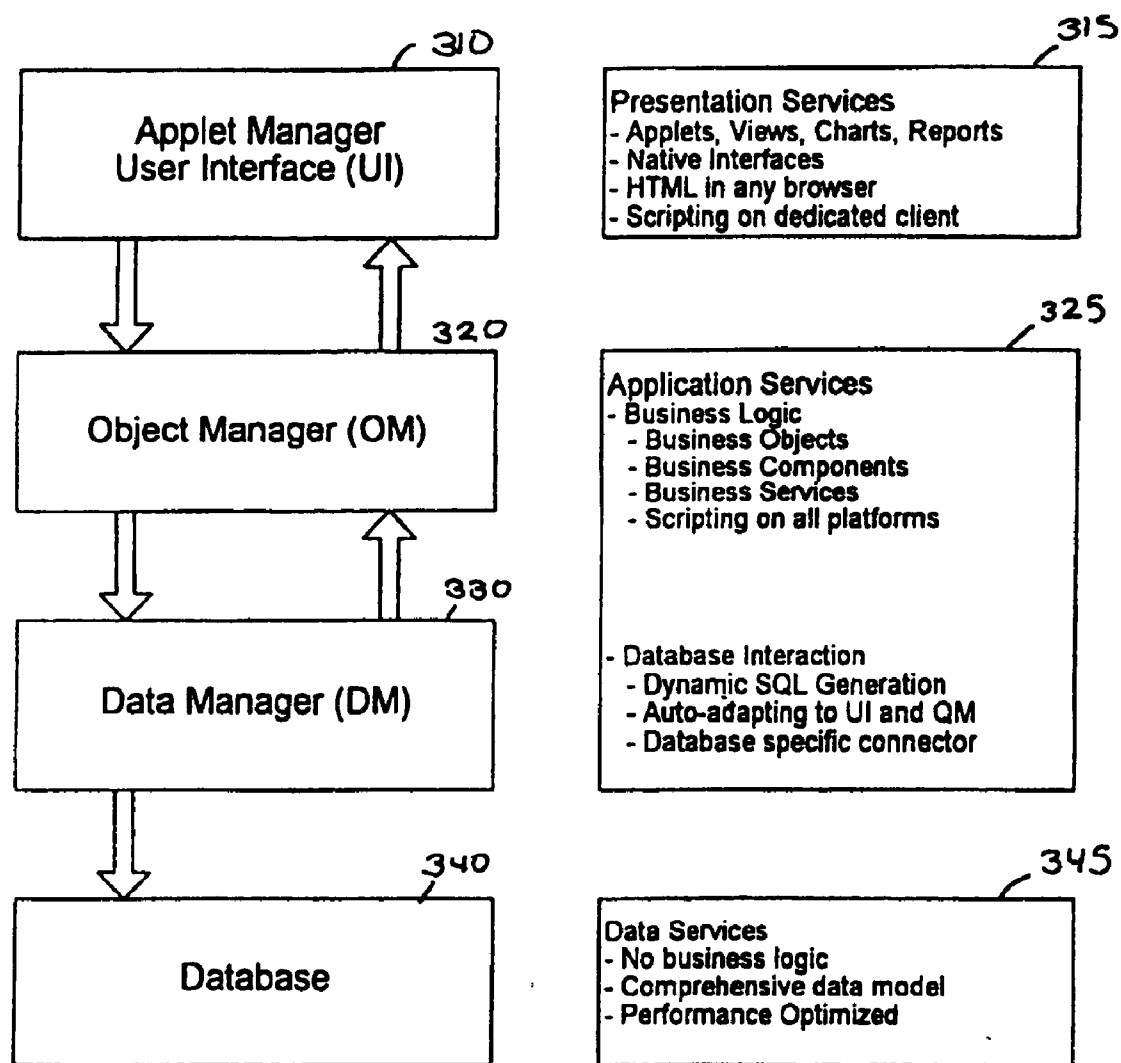 310
Applet Manager
User Interface (UI)
315
Presentation Services
- Applets, Views, Charts, Reports
- Native Interfaces
- HTML in any browser
- Scripting on dedicated client
320
Object Manager (OM)
325
Application Services
- Business Logic
- Business Objects
- Business Components
- Business Services
- Scripting on all platforms
330
Data Manager (DM)
- Database Interaction
- Dynamic SQL Generation
- Auto-adapting to UI and OM
- Database specific connector
340
Database
345
Data Services
- No business logic
- Comprehensive data model
- Performance Optimized